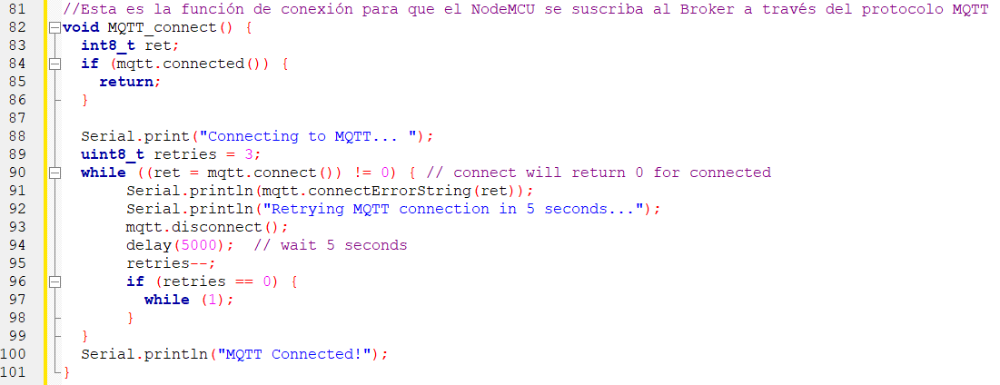 81 //Esta es la función de conexión para que el NodeMCU se suscriba al Broker a través del protocolo MQTT
82 void MQTT_connect() {
83 int8_t ret;
84 if (mqtt.connected()) {
85 return;
86 }
87
88 Serial.print("Connecting to MQTT... ");
89 uint8_t retries = 3;
90 while ((ret = mqtt.connect()) != 0) { // connect will return 0 for connected
91 Serial.println(mqtt.connectErrorString(ret));
92 Serial.println("Retrying MQTT connection in 5 seconds...");
93 mqtt.disconnect();
94 delay(5000); // wait 5 seconds
95 retries--;
96 if (retries == 0) {
97 while (1);
98 }
99 }
100 Serial.println("MQTT Connected!");
101 }